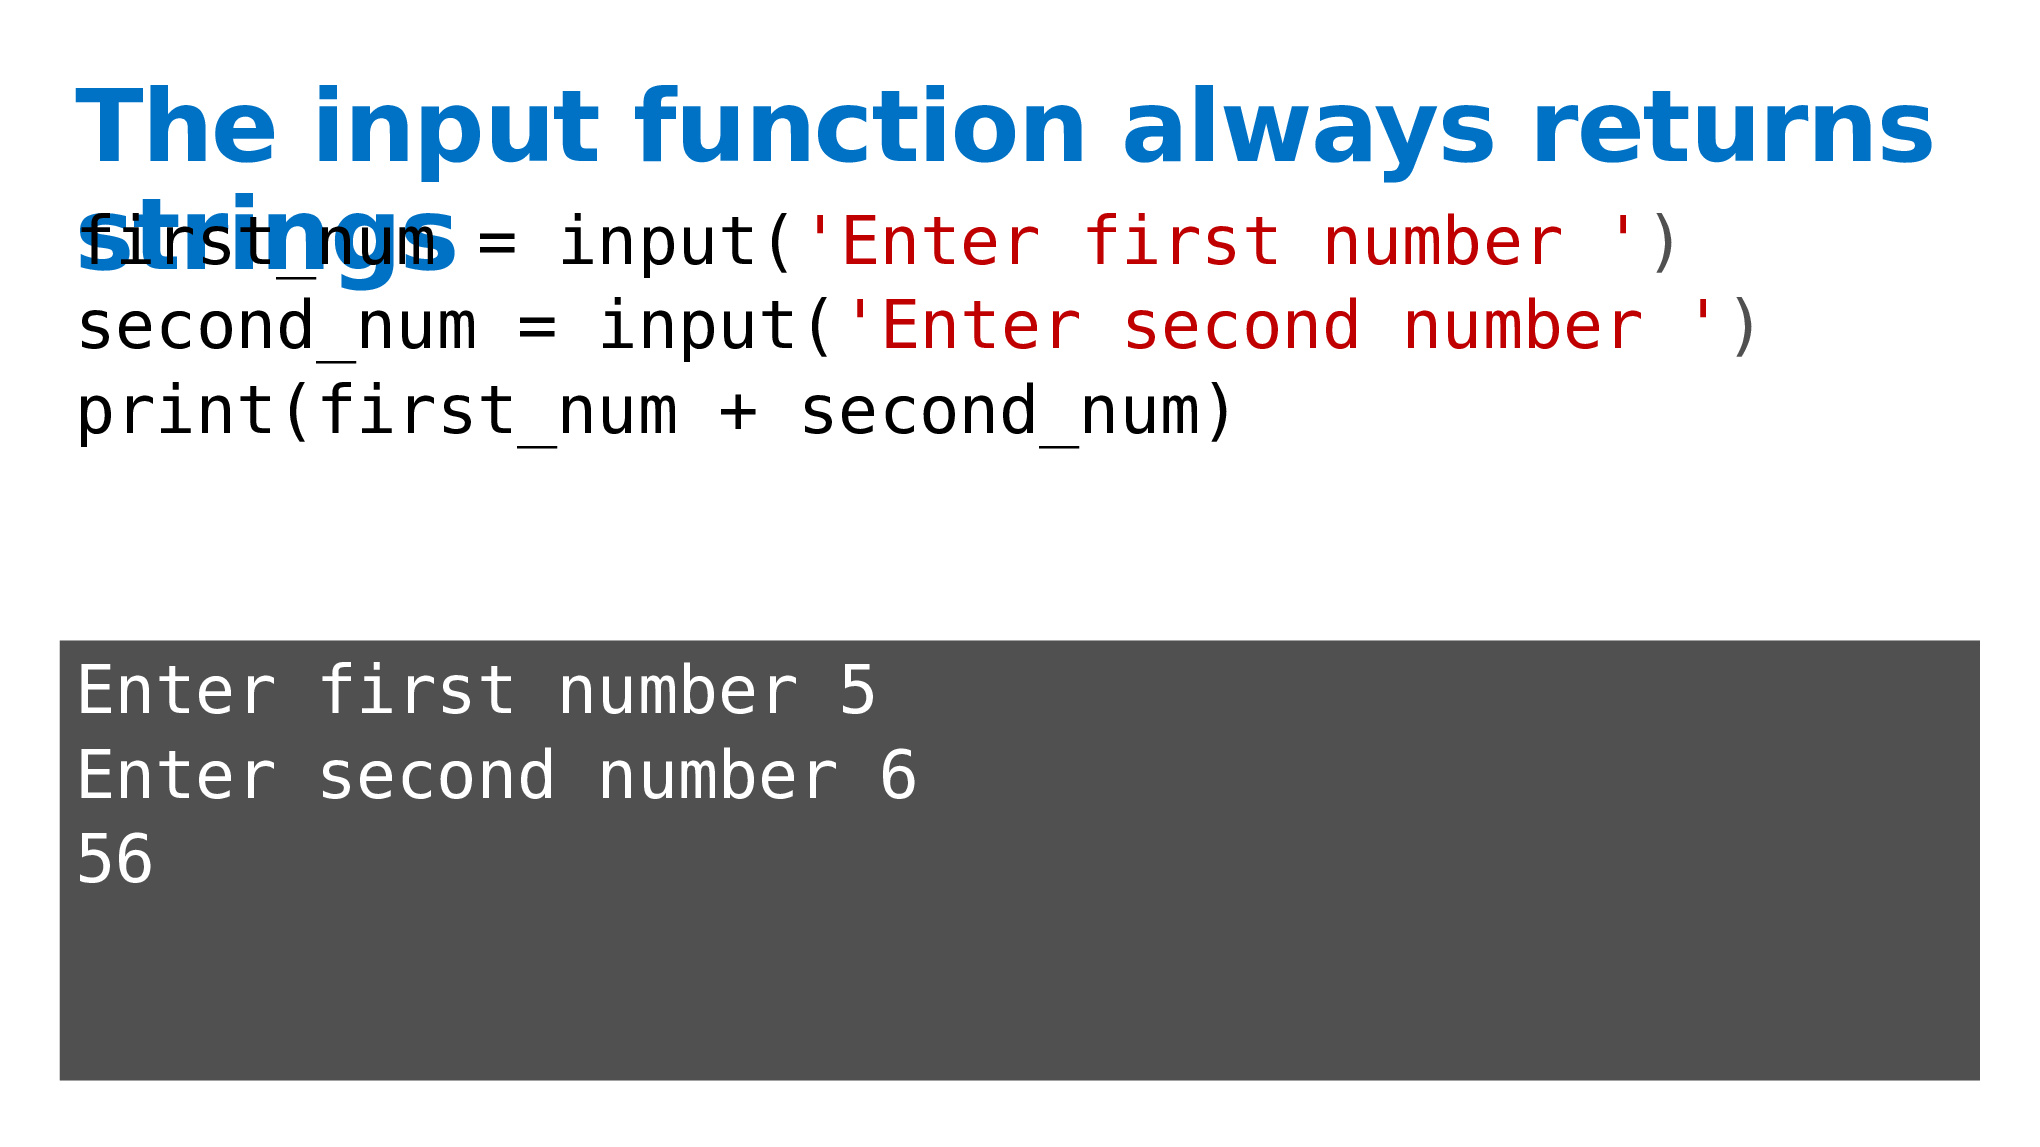 The input function always returns
strings
first_num = input('Enter first number ')
second_num = input('Enter second number ')
print(first_num + second_num)
Enter first number 5
Enter second number 6
56